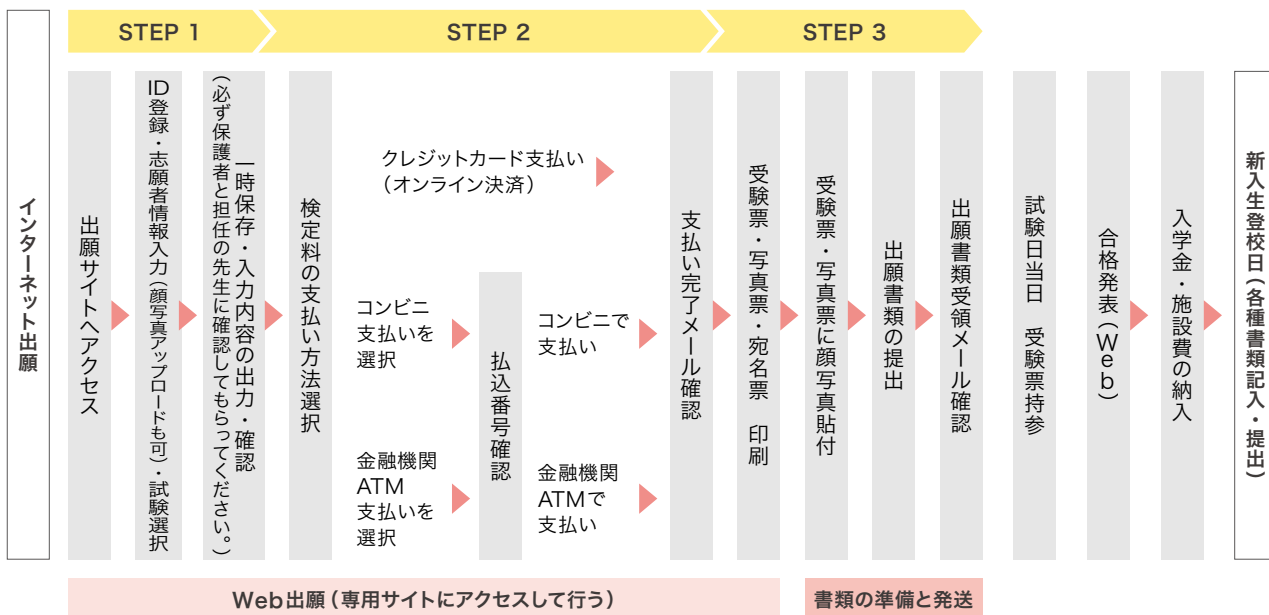 STEP 1
STEP 2
STEP 3
インターネット出願
出願サイトへアクセス
ID登録・志願者情報入力(顔写真アップロードも可)・試験選択
一時保存・入力内容の出力・確認
(必ず保護者と担任の先生に確認してもらってください。)
検定料の支払い方法選択
クレジットカード支払い
(オンライン決済)
コンビニ
支払いを
選択
金融機関
ATM
支払いを
選択
払込番号確認
コンビニで
支払い
金融機関
ATMで
支払い
支払い完了メール確認
受験票・写真票・宛名票 印刷
受験票・写真票に顔写真貼付
出願書類の提出
出願書類受領メール確認
試験日当日 受験票持参
合格発表(Web)
入学金・施設費の納入
新入生登校日(各種書類記入・提出)
Web出願(専用サイトにアクセスして行う)
書類の準備と発送